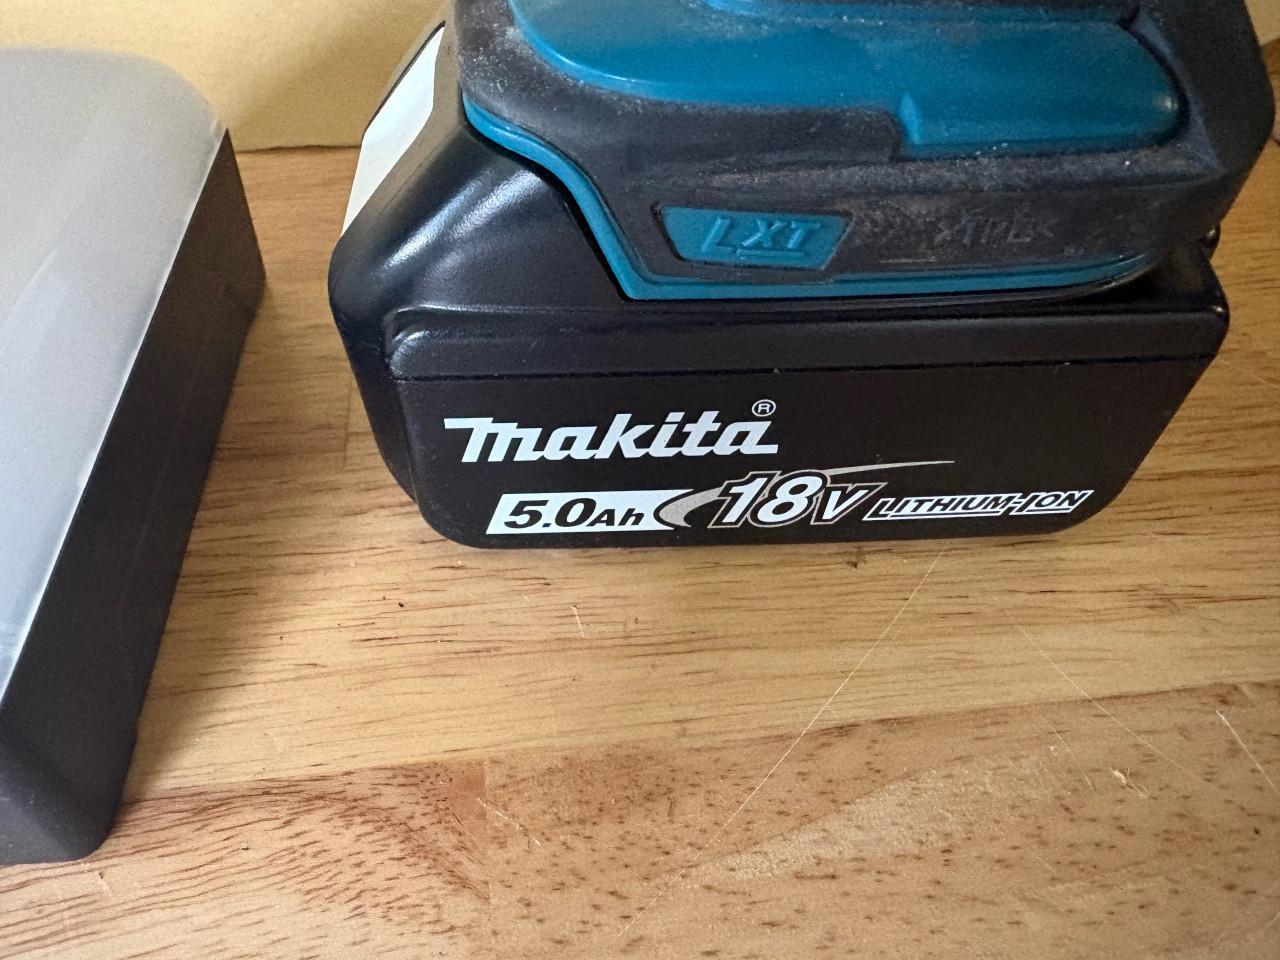 LXT
makita®
5.0Ah 18V LITHIUM-ION